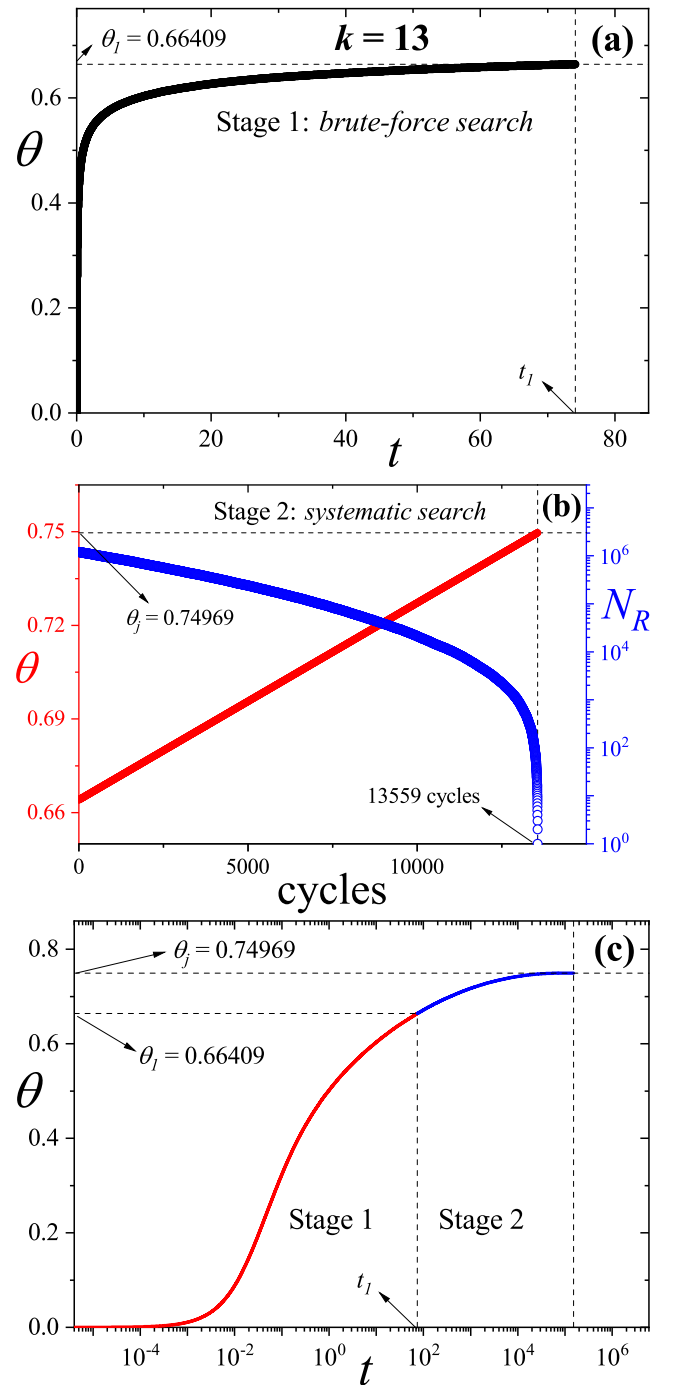 θ1 = 0.66409
k = 13
(a)
Stage 1: brute-force search
θ
0.6
0.4
0.2
0.0
t1
0 20 40 60 80
t
Stage 2: systematic search
(b)
0.75
0.72
0.69
0.66
θ
θj = 0.74969
10^6
10^4
10^2
10^0
NR
13559 cycles
0 5000 10000
cycles
(c)
0.8
0.6
0.4
0.2
0.0
θ
θj = 0.74969
θ1 = 0.66409
Stage 1 Stage 2
t1
10^-4 10^-2 10^0 10^2 10^4 10^6
t